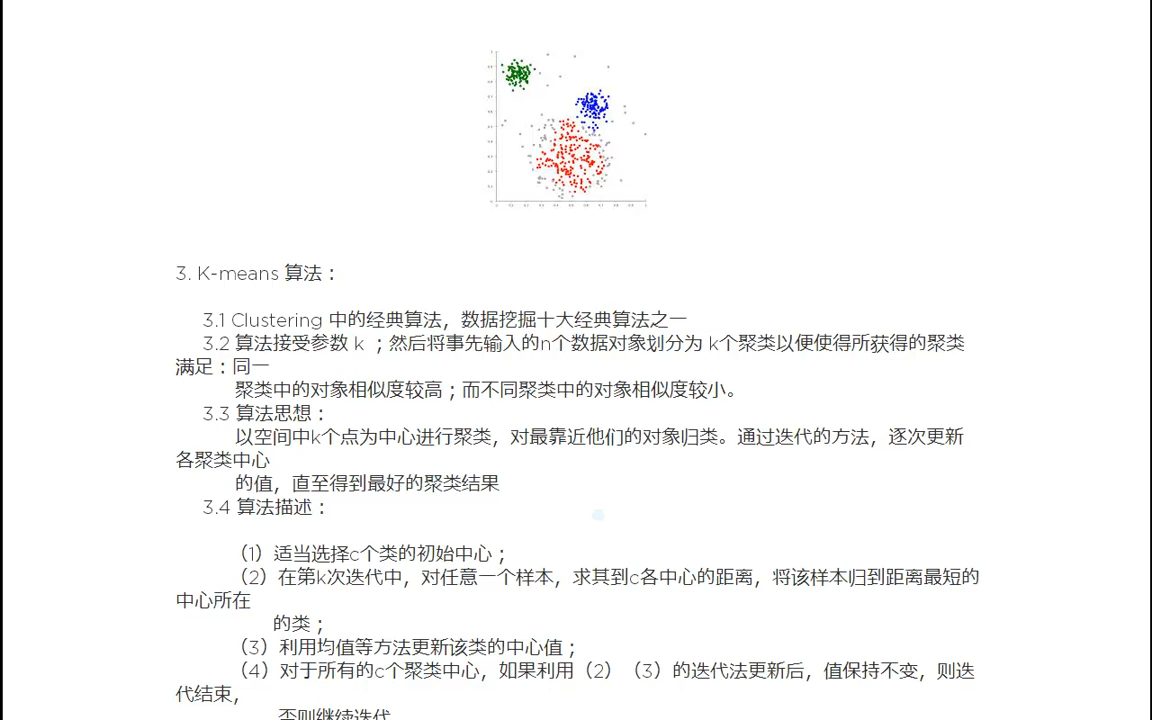 3. K-means 算法：
3.1 Clustering 中的经典算法，数据挖掘十大经典算法之一
3.2 算法接受参数 k ；然后将事先输入的n个数据对象划分为 k个聚类以便使得所获得的聚类
满足：同一
聚类中的对象相似度较高；而不同聚类中的对象相似度较小。
3.3 算法思想：
以空间中k个点为中心进行聚类，对最靠近他们的对象归类。通过迭代的方法，逐次更新
各聚类中心
的值，直至得到最好的聚类结果
3.4 算法描述：
（1）适当选择c个类的初始中心；
（2）在第k次迭代中，对任意一个样本，求其到c各中心的距离，将该样本归到距离最短的
中心所在
的类；
（3）利用均值等方法更新该类的中心值；
（4）对于所有的c个聚类中心，如果利用（2）（3）的迭代法更新后，值保持不变，则迭
代结束，
否则继续迭代